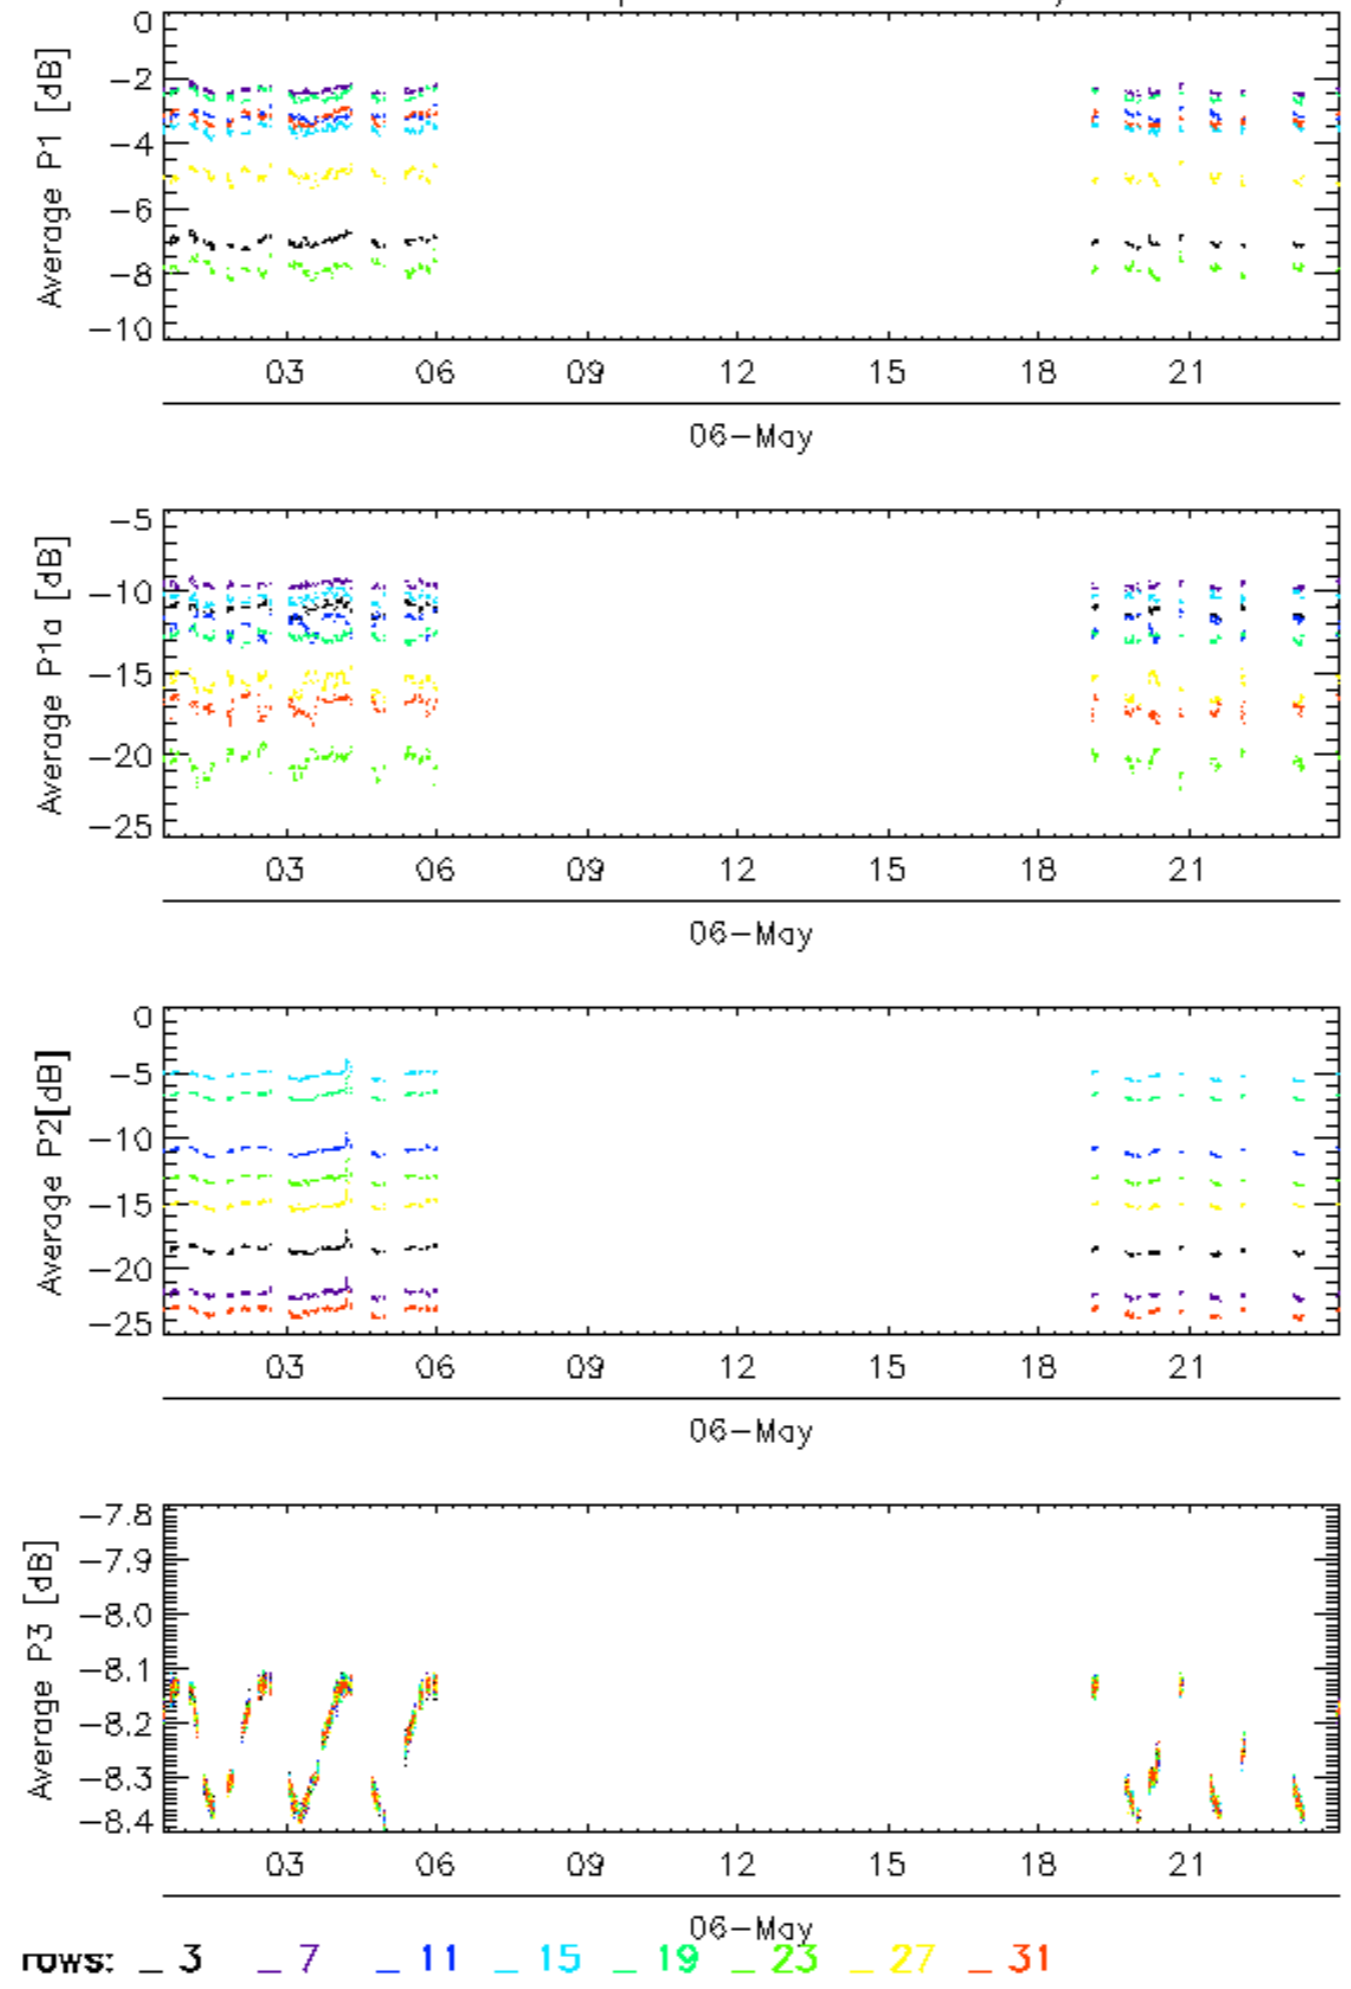 0
−2
−4
−6
−8
−10
Average P1 [dB]
03 06 09 12 15 18 21
06−May
−5
−10
−15
−20
−25
Average P1a [dB]
03 06 09 12 15 18 21
06−May
0
−5
−10
−15
−20
−25
Average P2[dB]
03 06 09 12 15 18 21
06−May
−7.8
−7.9
−8.0
−8.1
−8.2
−8.3
−8.4
Average P3 [dB]
03 06 09 12 15 18 21
06−May
rows: _ 3 _ 7 _ 11 _ 15 _ 19 _ 23 _ 27 _ 31